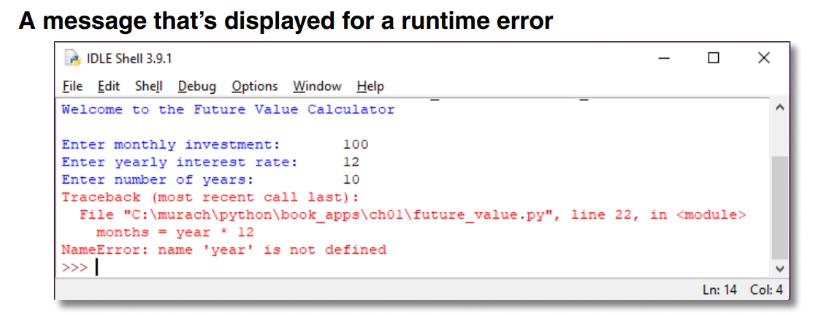 A message that’s displayed for a runtime error
IDLE Shell 3.9.1
File Edit Shell Debug Options Window Help
Welcome to the Future Value Calculator
Enter monthly investment: 100
Enter yearly interest rate: 12
Enter number of years: 10
Traceback (most recent call last):
File "C:\murach\python\book_apps\ch01\future_value.py", line 22, in <module>
months = year * 12
NameError: name 'year' is not defined
>>>
Ln: 14 Col: 4